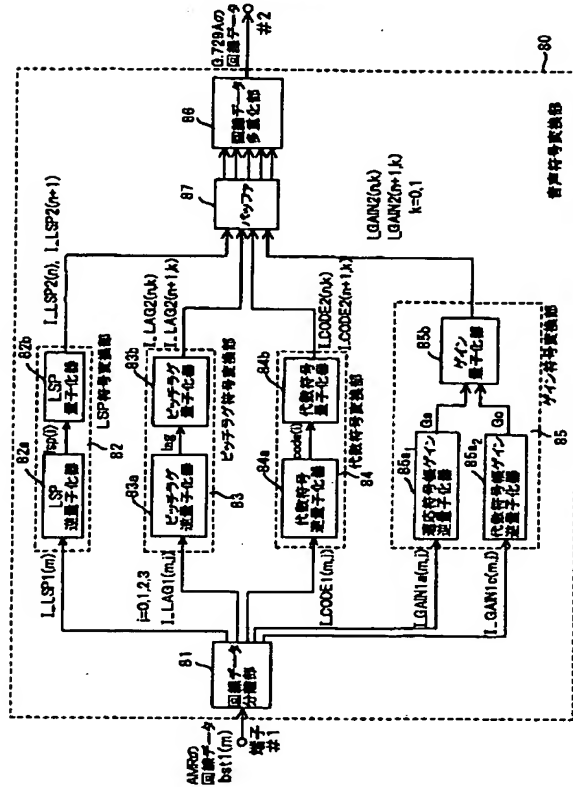 AMRの
回線データ
bst1(m)
端子
#1
81
回線データ
分離部
I_LSP1(m)
j=0,1,2,3
I_LAG1(m,j)
I_CODE1(m,j)
I_GAIN1a(m,j)
I_GAIN1c(m,j)
82a
LSP
逆量子化器
lsp(i)
82b
LSP
量子化器
82
LSP符号変換部
I_LSP2(n), I_LSP2(n+1)
83a
ピッチラグ
逆量子化器
lag
83b
ピッチラグ
量子化器
83
ピッチラグ符号変換部
I_LAG2(n,k)
I_LAG2(n+1,k)
84a
代数符号
逆量子化器
code(i)
84b
代数符号
量子化器
84
代数符号変換部
I_CODE2(n,k)
I_CODE2(n+1,k)
85a1
適応符号帳ゲイン
逆量子化器
Ga
85a2
代数符号帳ゲイン
逆量子化器
Gc
85b
ゲイン
量子化器
85
ゲイン符号変換部
I_GAIN2(n,k)
I_GAIN2(n+1,k)
k=0,1
87
バッファ
86
回線データ
多重化部
G.729Aの
回線データ
#2
80
音声符号変換部